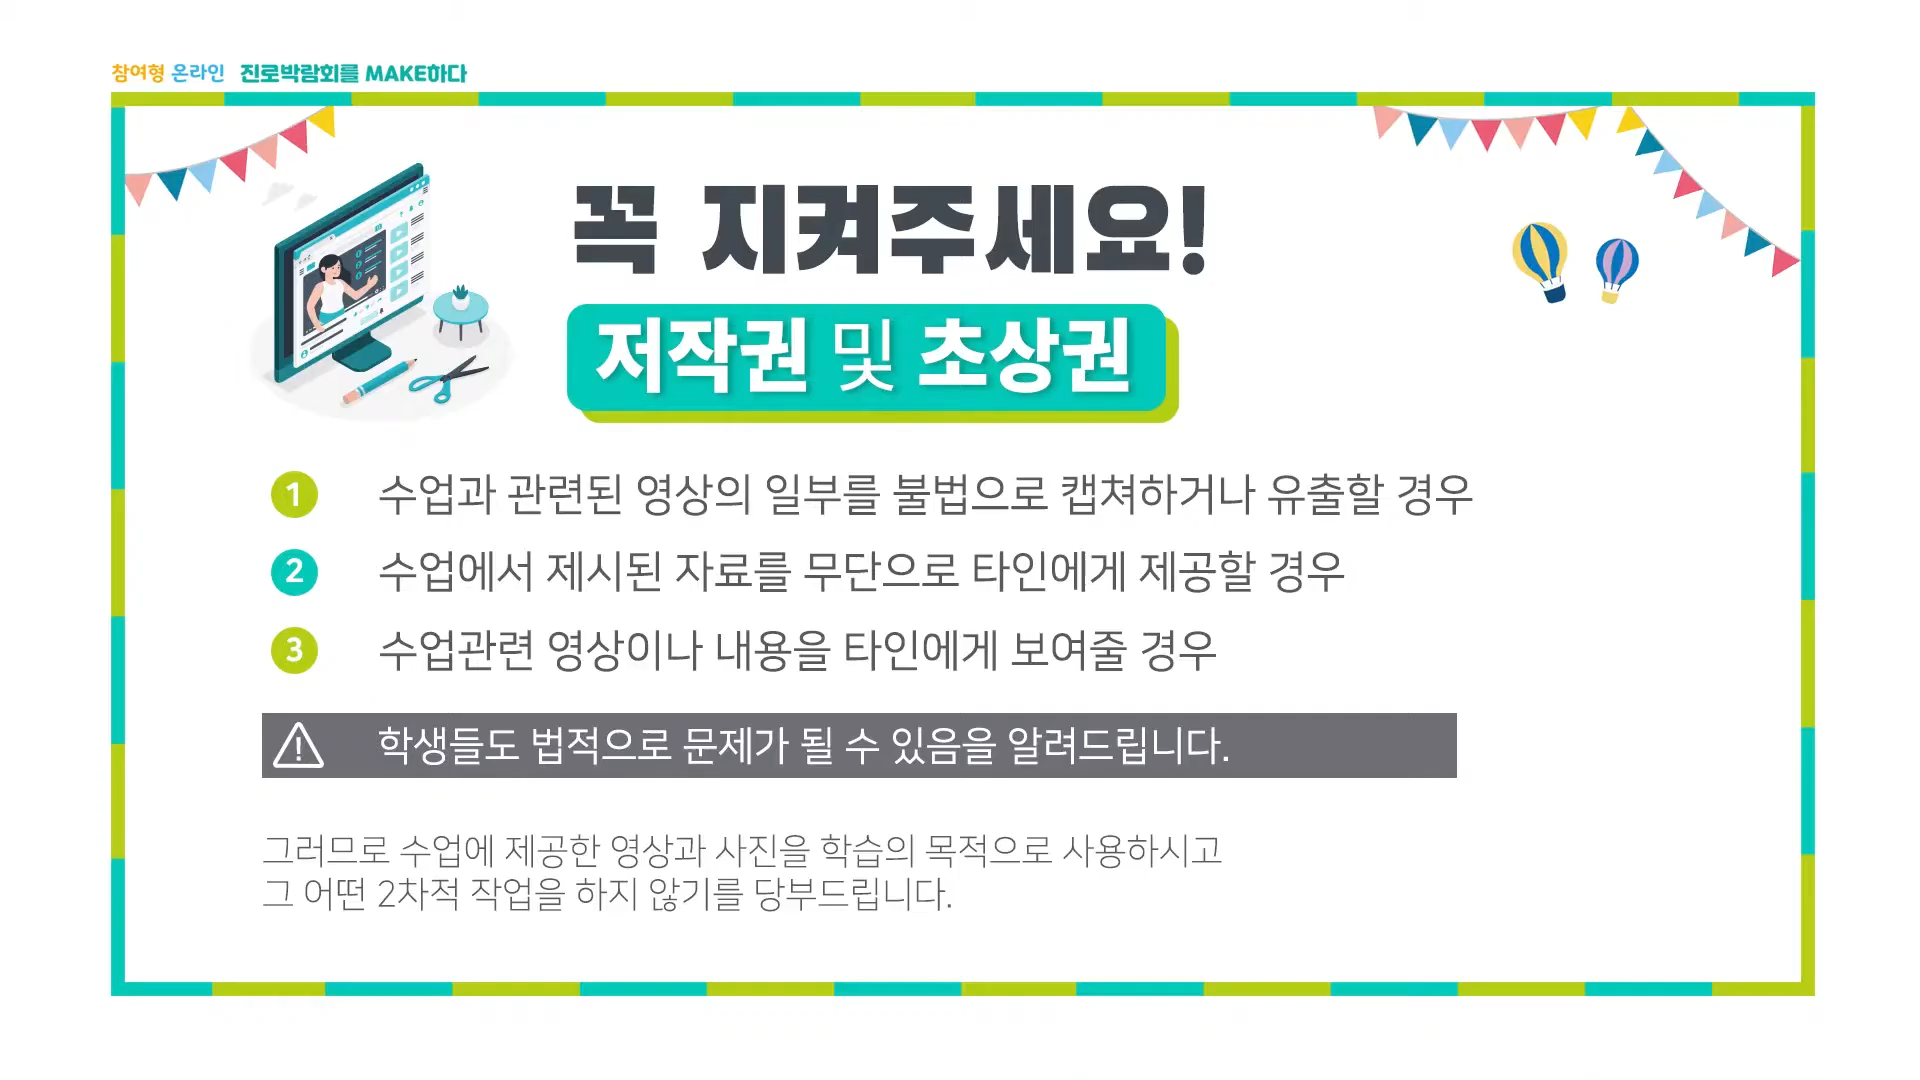 참여형 온라인 진로박람회를 MAKE하다
꼭 지켜주세요!
저작권 및 초상권
1 수업과 관련된 영상의 일부를 불법으로 캡쳐하거나 유출할 경우
2 수업에서 제시된 자료를 무단으로 타인에게 제공할 경우
3 수업관련 영상이나 내용을 타인에게 보여줄 경우
학생들도 법적으로 문제가 될 수 있음을 알려드립니다.
그러므로 수업에 제공한 영상과 사진을 학습의 목적으로 사용하시고
그 어떤 2차적 작업을 하지 않기를 당부드립니다.